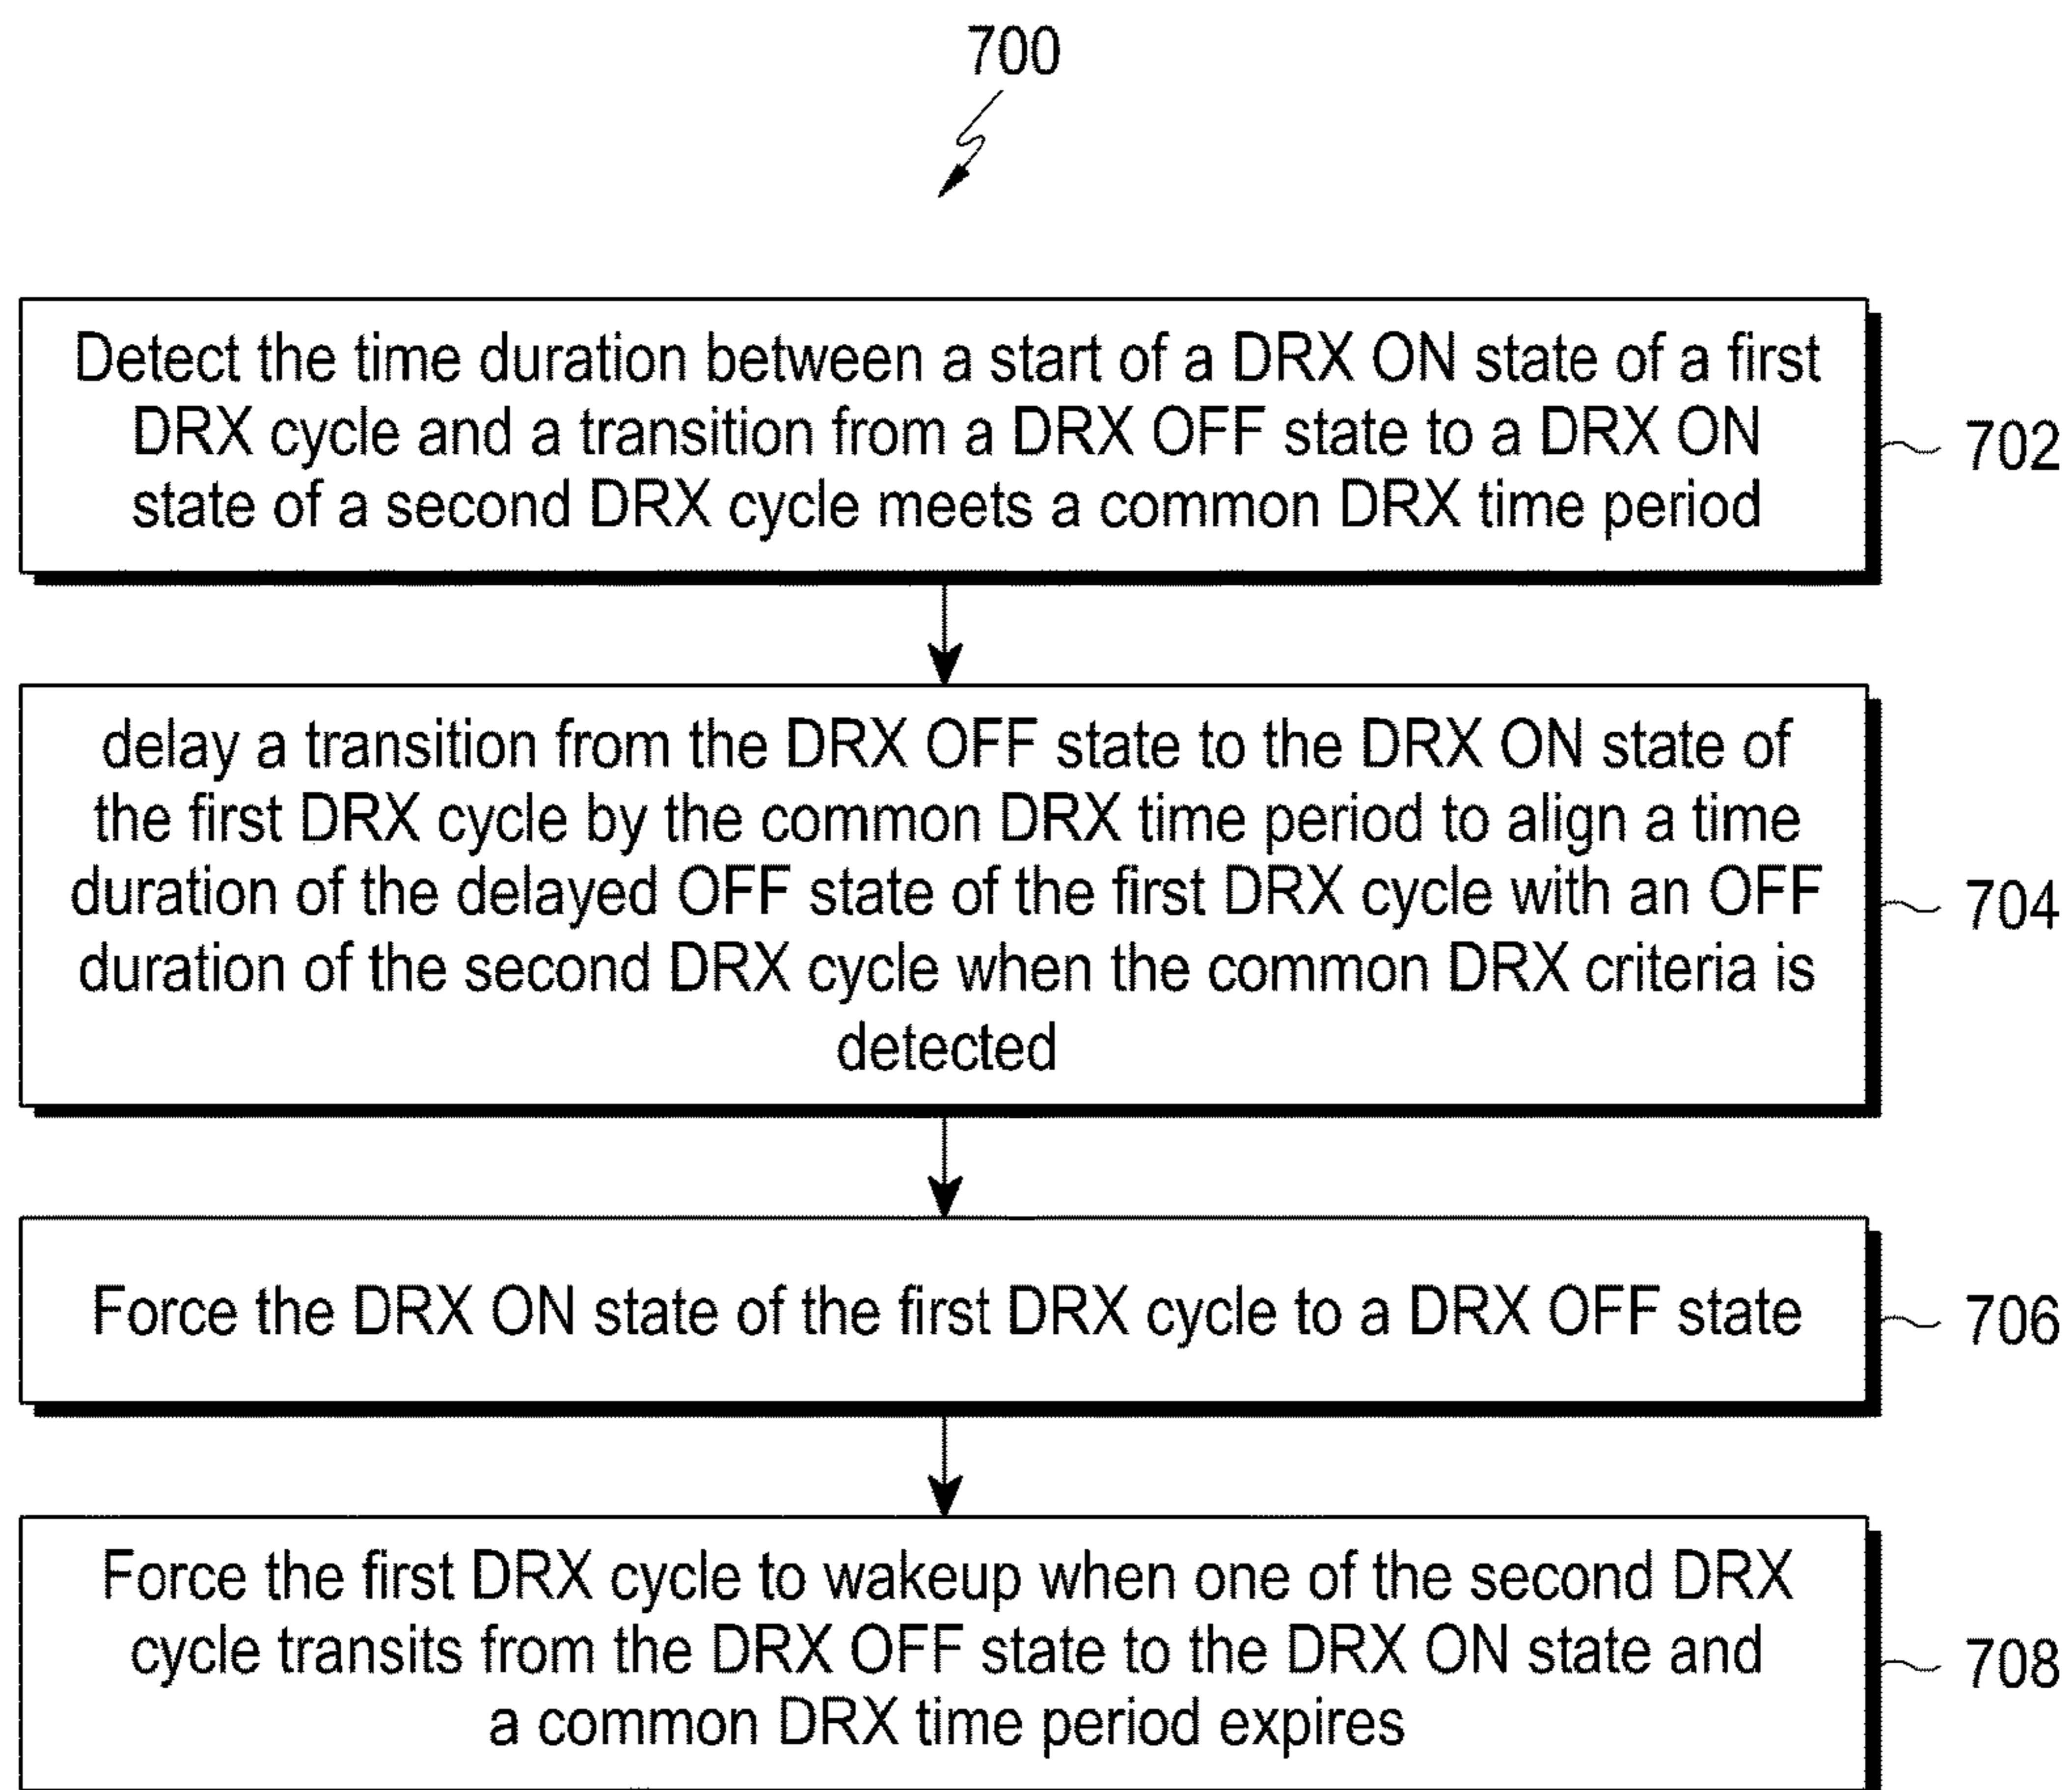 700
Detect the time duration between a start of a DRX ON state of a first
DRX cycle and a transition from a DRX OFF state to a DRX ON
state of a second DRX cycle meets a common DRX time period
702
delay a transition from the DRX OFF state to the DRX ON state of
the first DRX cycle by the common DRX time period to align a time
duration of the delayed OFF state of the first DRX cycle with an OFF
duration of the second DRX cycle when the common DRX criteria is
detected
704
Force the DRX ON state of the first DRX cycle to a DRX OFF state
706
Force the first DRX cycle to wakeup when one of the second DRX
cycle transits from the DRX OFF state to the DRX ON state and
a common DRX time period expires
708